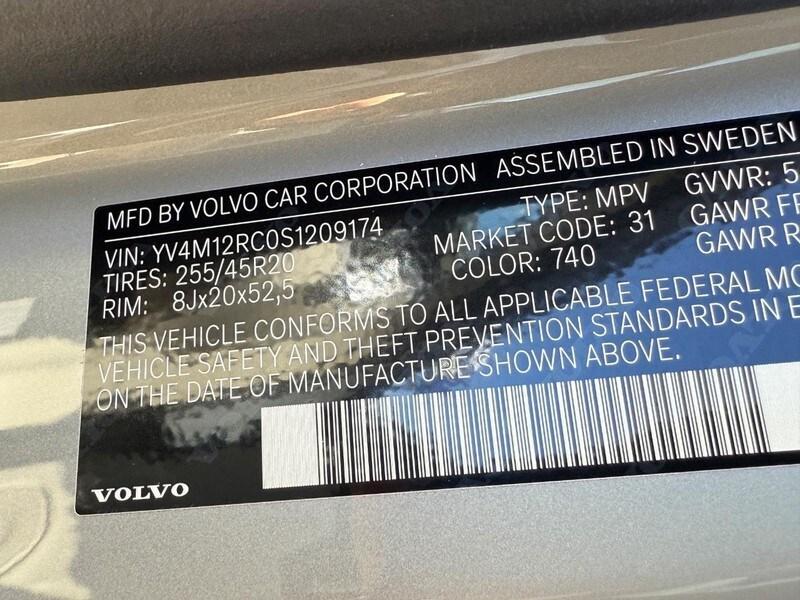 MFD BY VOLVO CAR CORPORATION ASSEMBLED IN SWEDEN
VIN: YV4M12RC0S1209174 TYPE: MPV GVWR: 5
TIRES: 255/45R20 MARKET CODE: 31 GAWR FR
RIM: 8Jx20x52,5 COLOR: 740 GAWR R
THIS VEHICLE CONFORMS TO ALL APPLICABLE FEDERAL MO
VEHICLE SAFETY AND THEFT PREVENTION STANDARDS IN E
ON THE DATE OF MANUFACTURE SHOWN ABOVE.
VOLVO